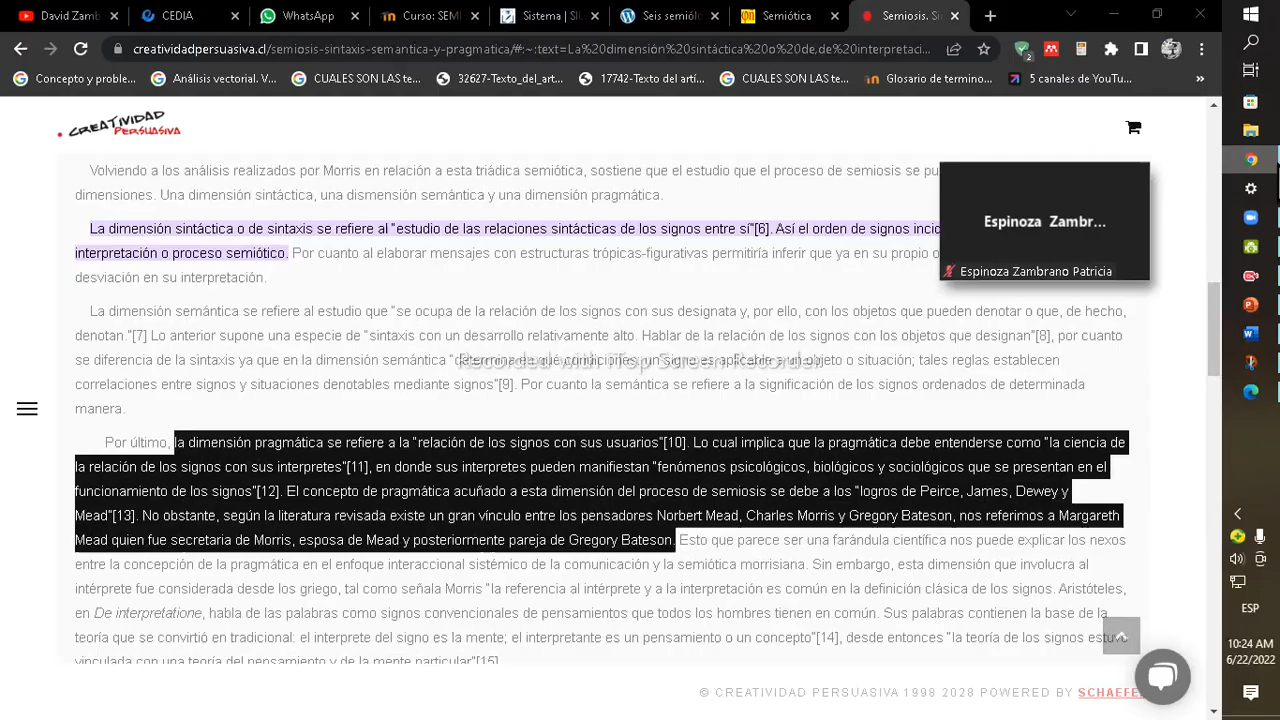 David Zamb
CEDIA
WhatsApp
Curso: SEMI
Sistema | SIU
Seis semiólo
Semiótica
Semiosis. Si
creatividadpersuasiva.cl/semiosis-sintaxis-semantica-y-pragmatica/#:~:text=La%20dimensión%20sintáctica%20o%20de,de%20interpretaci...
2
Concepto y proble...
Análisis vectorial. V...
CUALES SON LAS te...
32627-Texto_del_art...
17742-Texto del artí...
CUALES SON LAS te...
Glosario de termino...
5 canales de YouTu...
CREATIVIDAD
PERSUASIVA
Volviendo a los análisis realizados por Morris en relación a esta triádica semiótica, sostiene que el estudio que el proceso de semiosis se pu
dimensiones. Una dimensión sintáctica, una dismensión semántica y una dimensión pragmática.
La dimensión sintáctica o de sintaxis se refiere al "estudio de las relaciones sintácticas de los signos entre sí"[6]. Así el orden de signos incid
interpretación o proceso semiótico. Por cuanto al elaborar mensajes con estructuras trópicas-figurativas permitiría inferir que ya en su propio o
desviación en su interpretación.
La dimensión semántica se refiere al estudio que "se ocupa de la relación de los signos con sus designata y, por ello, con los objetos que pueden denotar o que, de hecho,
denotan."[7] Lo anterior supone una especie de "sintaxis con un desarrollo relativamente alto. Hablar de la relación de los signos con los objetos que designan"[8], por cuanto
se diferencia de la sintaxis ya que en la dimensión semántica "determina bajo qué condiciones un signo es aplicable a un objeto o situación; tales reglas establecen
correlaciones entre signos y situaciones denotables mediante signos"[9]. Por cuanto la semántica se refiere a la significación de los signos ordenados de determinada
manera.
Por último, la dimensión pragmática se refiere a la "relación de los signos con sus usuarios"[10]. Lo cual implica que la pragmática debe entenderse como "la ciencia de
la relación de los signos con sus interpretes"[11], en donde sus interpretes pueden manifiestan "fenómenos psicológicos, biológicos y sociológicos que se presentan en el
funcionamiento de los signos"[12]. El concepto de pragmática acuñado a esta dimensión del proceso de semiosis se debe a los "logros de Peirce, James, Dewey y
Mead"[13]. No obstante, según la literatura revisada existe un gran vínculo entre los pensadores Norbert Mead, Charles Morris y Gregory Bateson, nos referimos a Margareth
Mead quien fue secretaria de Morris, esposa de Mead y posteriormente pareja de Gregory Bateson. Esto que parece ser una farándula científica nos puede explicar los nexos
entre la concepción de la pragmática en el enfoque interaccional sistémico de la comunicación y la semiótica morrisiana. Sin embargo, esta dimensión que involucra al
intérprete fue considerada desde los griego, tal como señala Morris "la referencia al intérprete y a la interpretación es común en la definición clásica de los signos. Aristóteles,
en De interpretatione, habla de las palabras como signos convencionales de pensamientos que todos los hombres tienen en común. Sus palabras contienen la base de la
teoría que se convirtió en tradicional: el interprete del signo es la mente; el interpretante es un pensamiento o un concepto"[14], desde entonces "la teoría de los signos estuvo
vinculada con una teoría del pensamiento y de la mente particular"[15]
Recorded with iTop Screen Recorder
Espinoza Zambr...
Espinoza Zambrano Patricia
© CREATIVIDAD PERSUASIVA 1998 2028 POWERED BY SCHAEFE
ESP
10:24 AM
6/22/2022